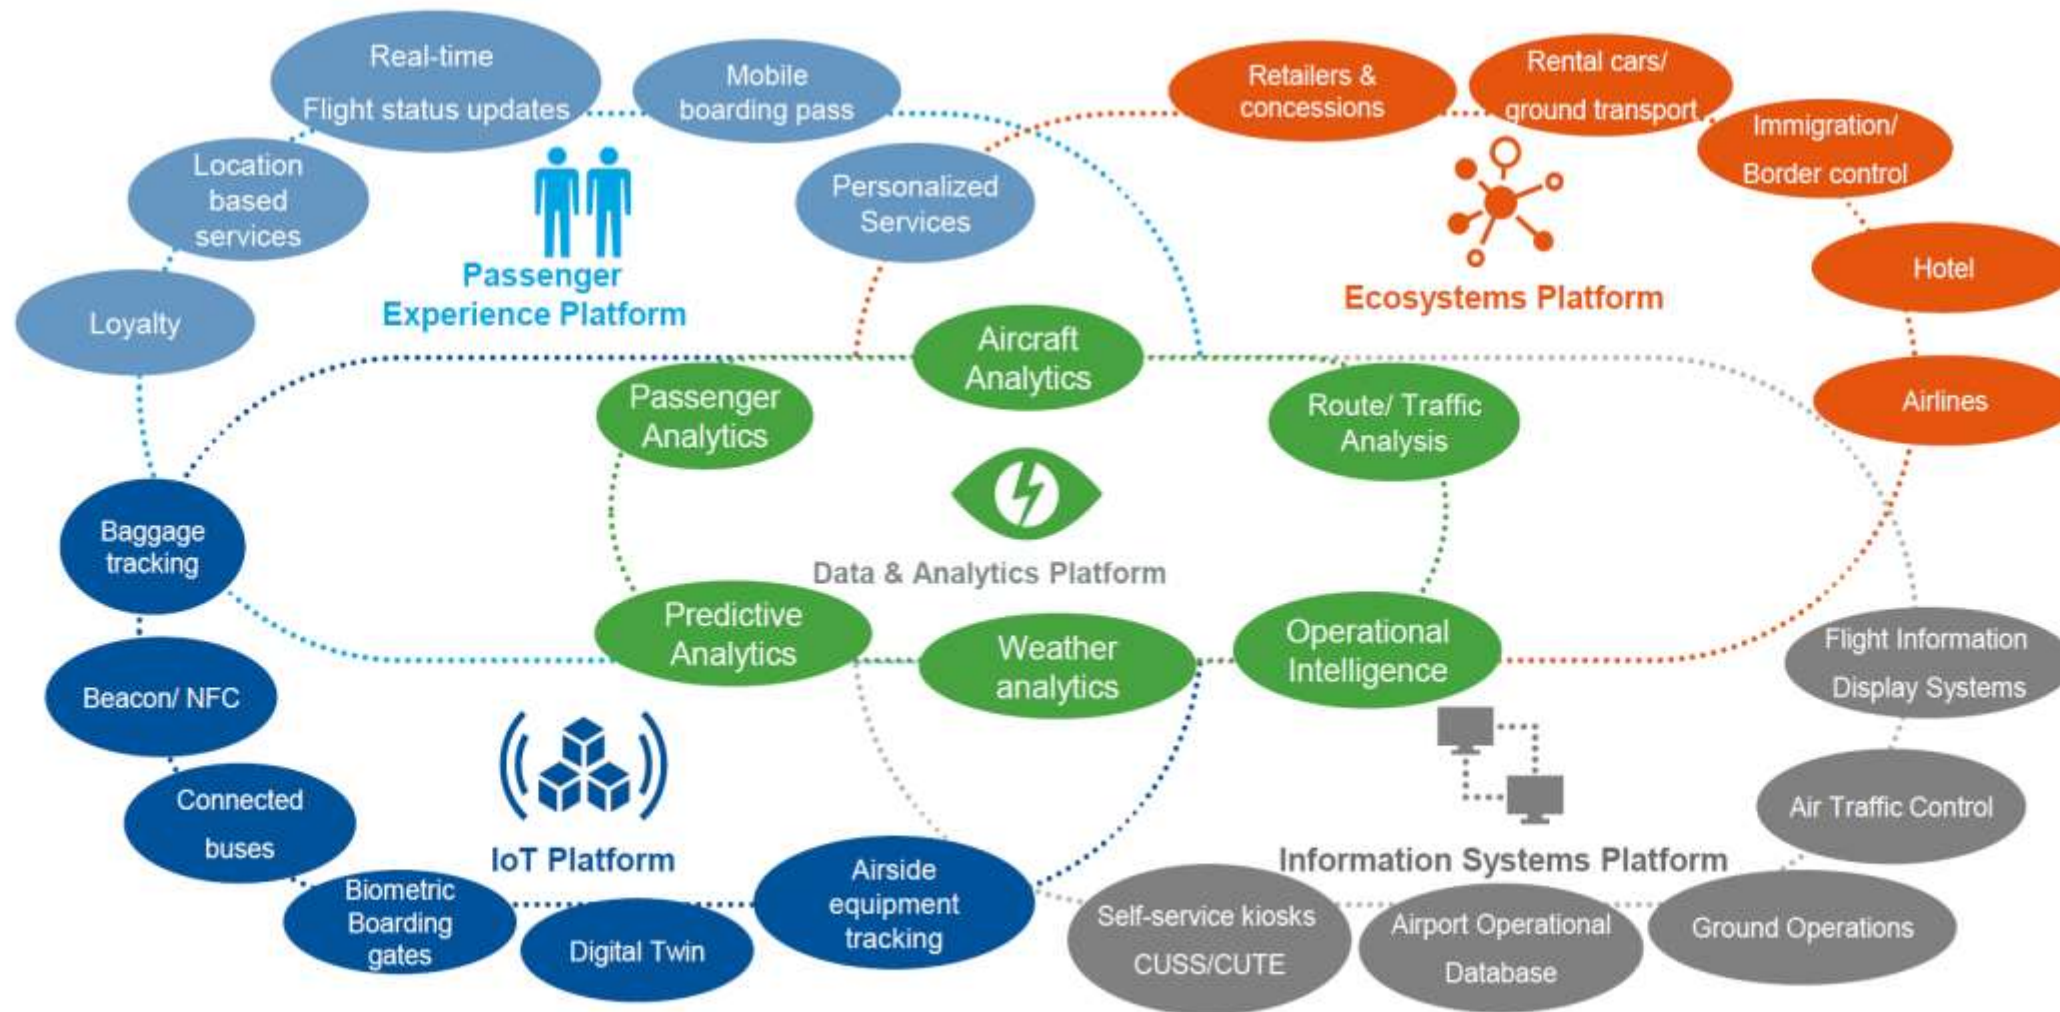 Real-time
Flight status updates
Mobile
boarding pass
Location
based
services
Personalized
Services
Loyalty
Passenger
Experience Platform
Retailers &
concessions
Rental cars/
ground transport
Immigration/
Border control
Hotel
Airlines
Ecosystems Platform
Aircraft
Analytics
Passenger
Analytics
Route/ Traffic
Analysis
Data & Analytics Platform
Predictive
Analytics
Weather
analytics
Operational
Intelligence
Baggage
tracking
Beacon/ NFC
Connected
buses
Biometric
Boarding
gates
Digital Twin
Airside
equipment
tracking
IoT Platform
Information Systems Platform
Flight Information
Display Systems
Air Traffic Control
Ground Operations
Airport Operational
Database
Self-service kiosks
CUSS/CUTE